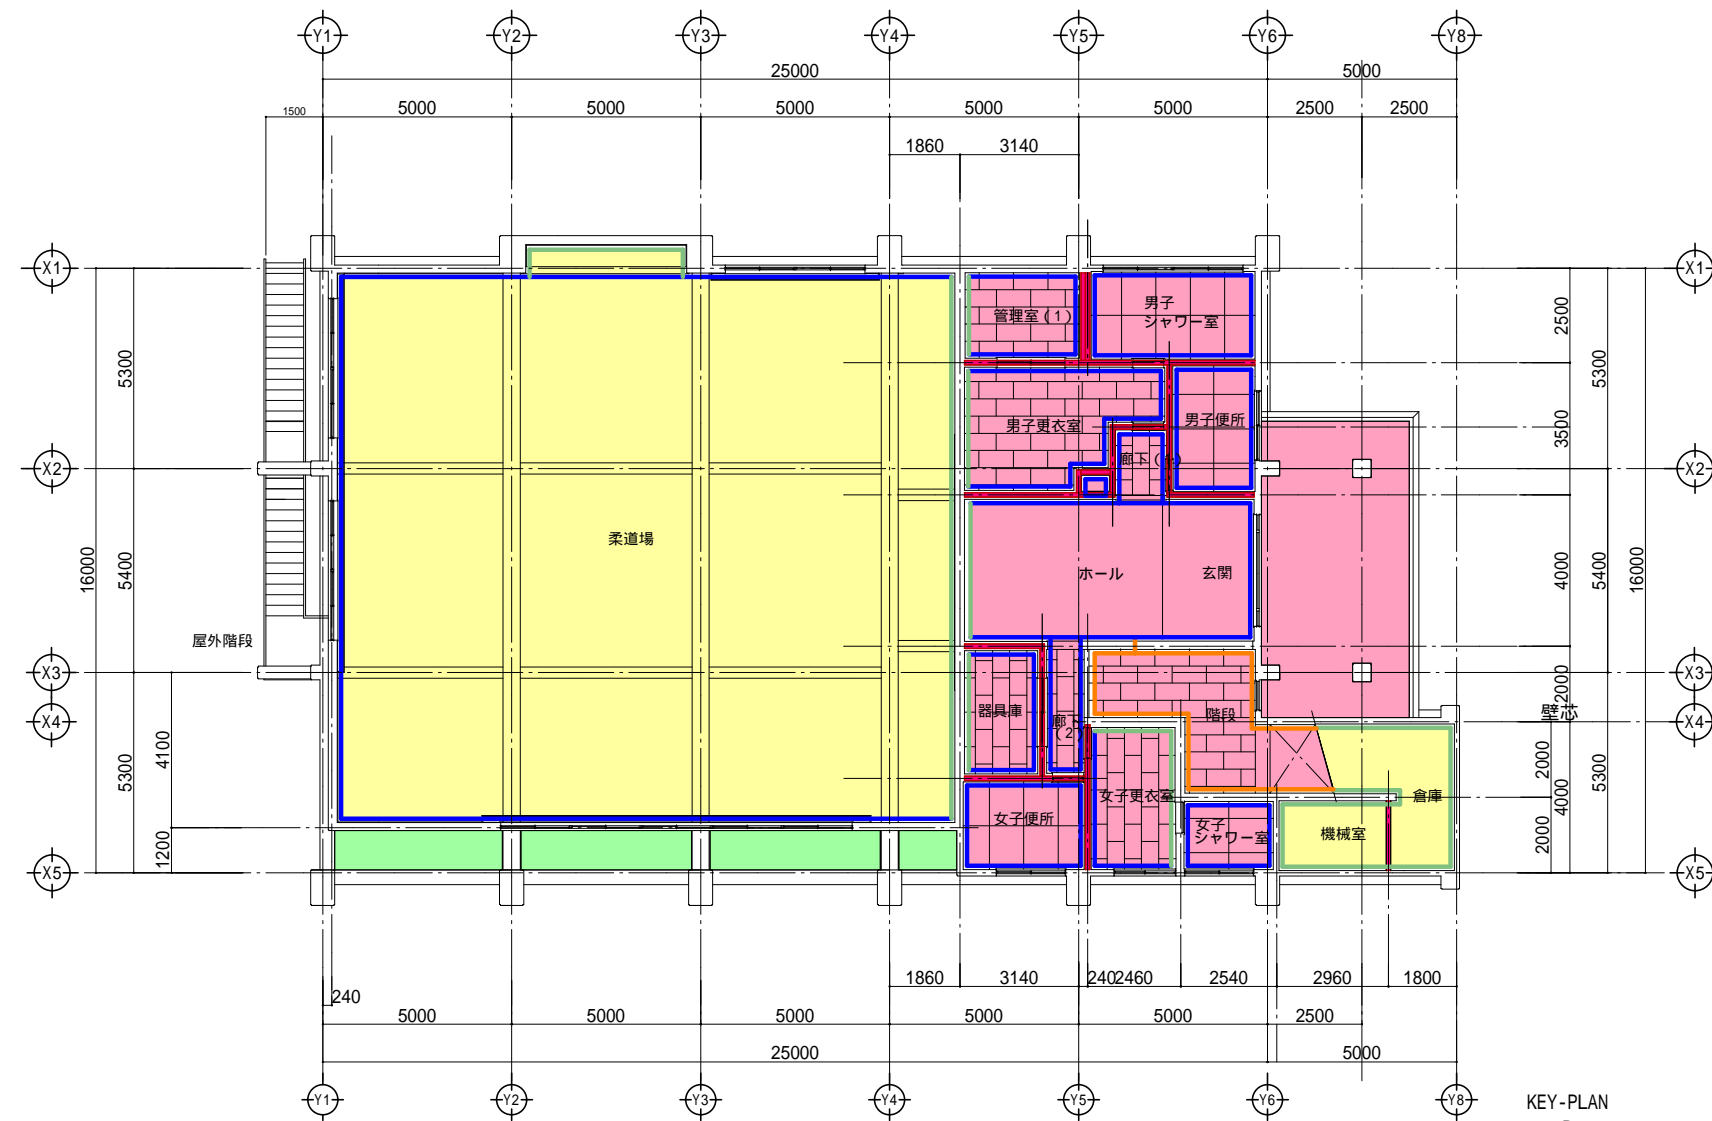 Y1 Y2 Y3 Y4 Y5 Y6 Y8
25000 5000
1500 5000 5000 5000 5000 5000 2500 2500
1860 3140
X1 X1
管理室(1)
男子
シャワー室
2500
5300 5300
男子更衣室 男子便所 3500
廊下(
X2 X2
柔道場
16000 5400 4000 5400 16000
ホール 玄関
屋外階段
X3 X3
2000
器具庫 廊下
(2)
階段 壁芯
X4 X4
5300 4100 2000 4000 5300
女子更衣室 倉庫
女子便所 女子
シャワー室 機械室
1200 2000
X5 X5
1860 3140 240 2460 2540 2960 1800
240
5000 5000 5000 5000 5000 2500
25000 5000
Y1 Y2 Y3 Y4 Y5 Y6 Y8
KEY-PLAN